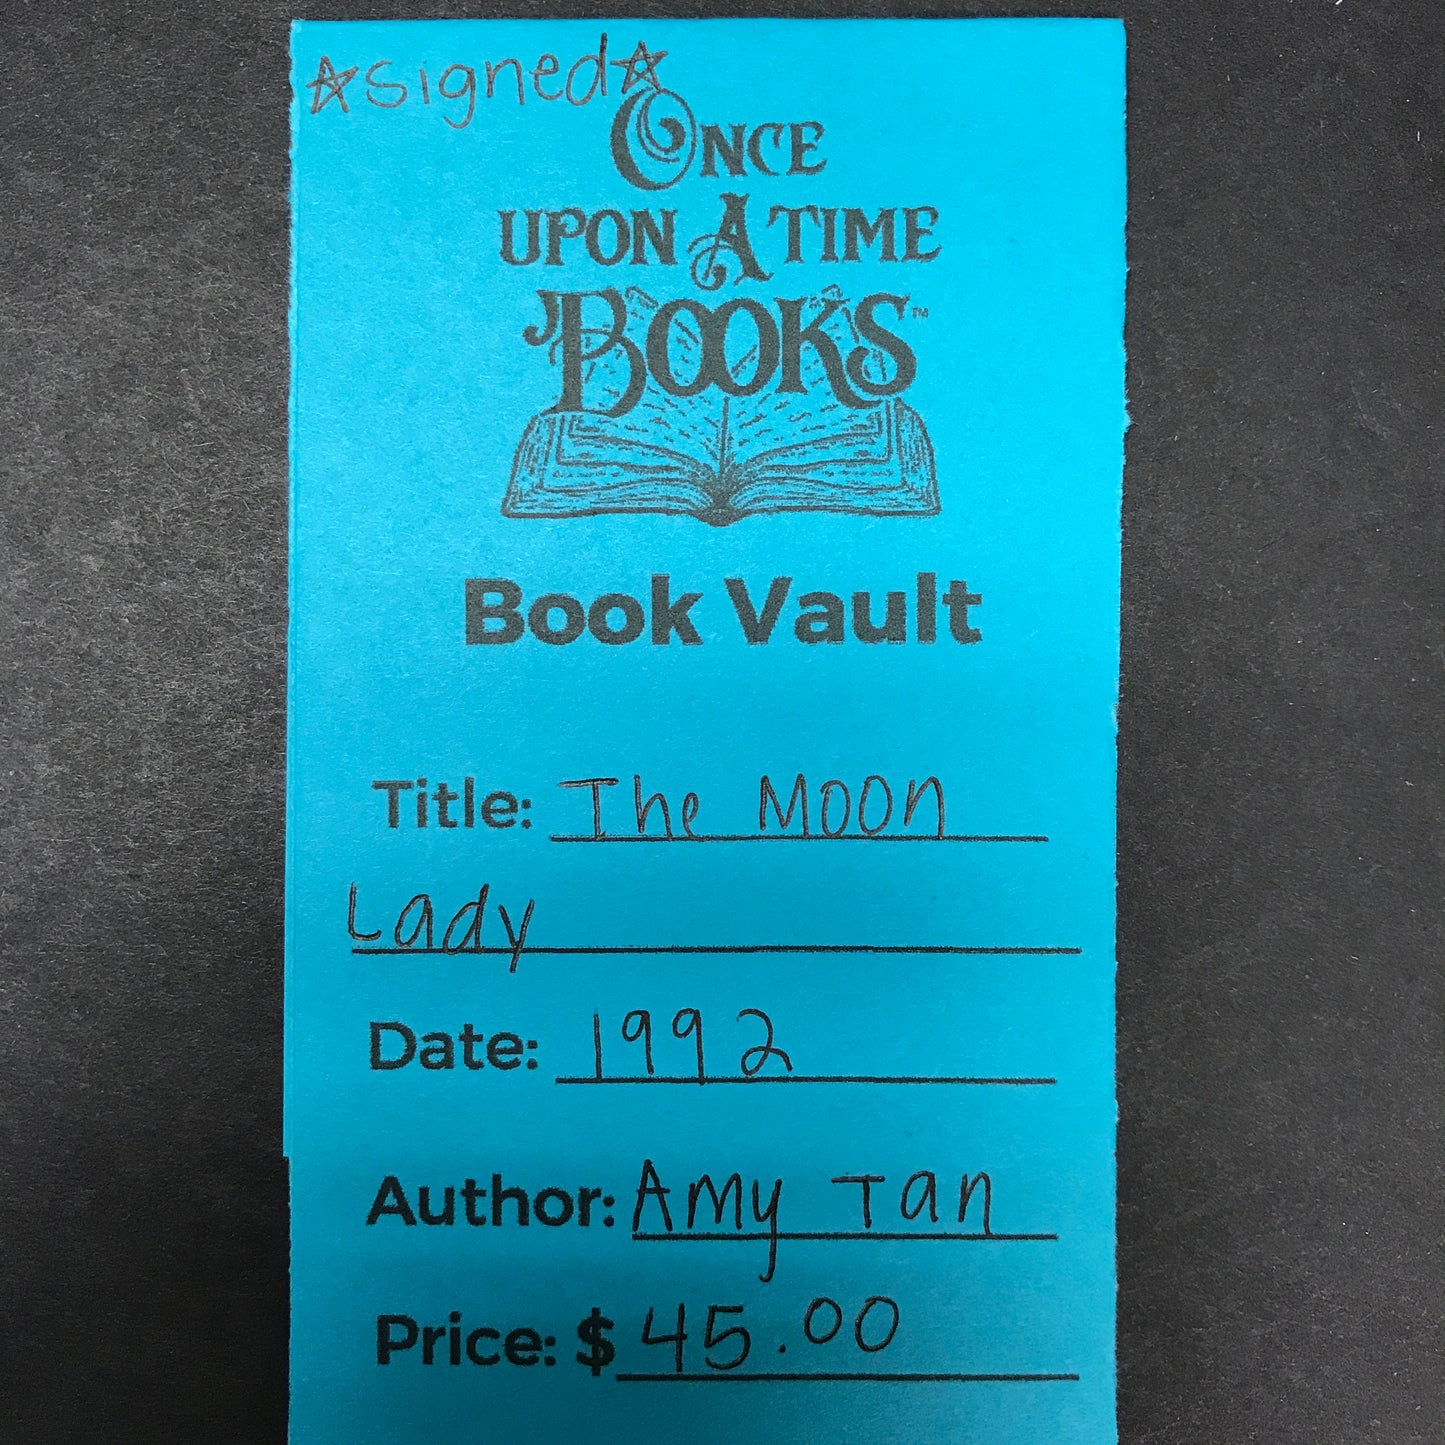 ☆signed☆
ONCE
UPON A TIME
BOOKS™
Book Vault
Title: The Moon
Lady
Date: 1992
Author: Amy Tan
Price: $ 45.00